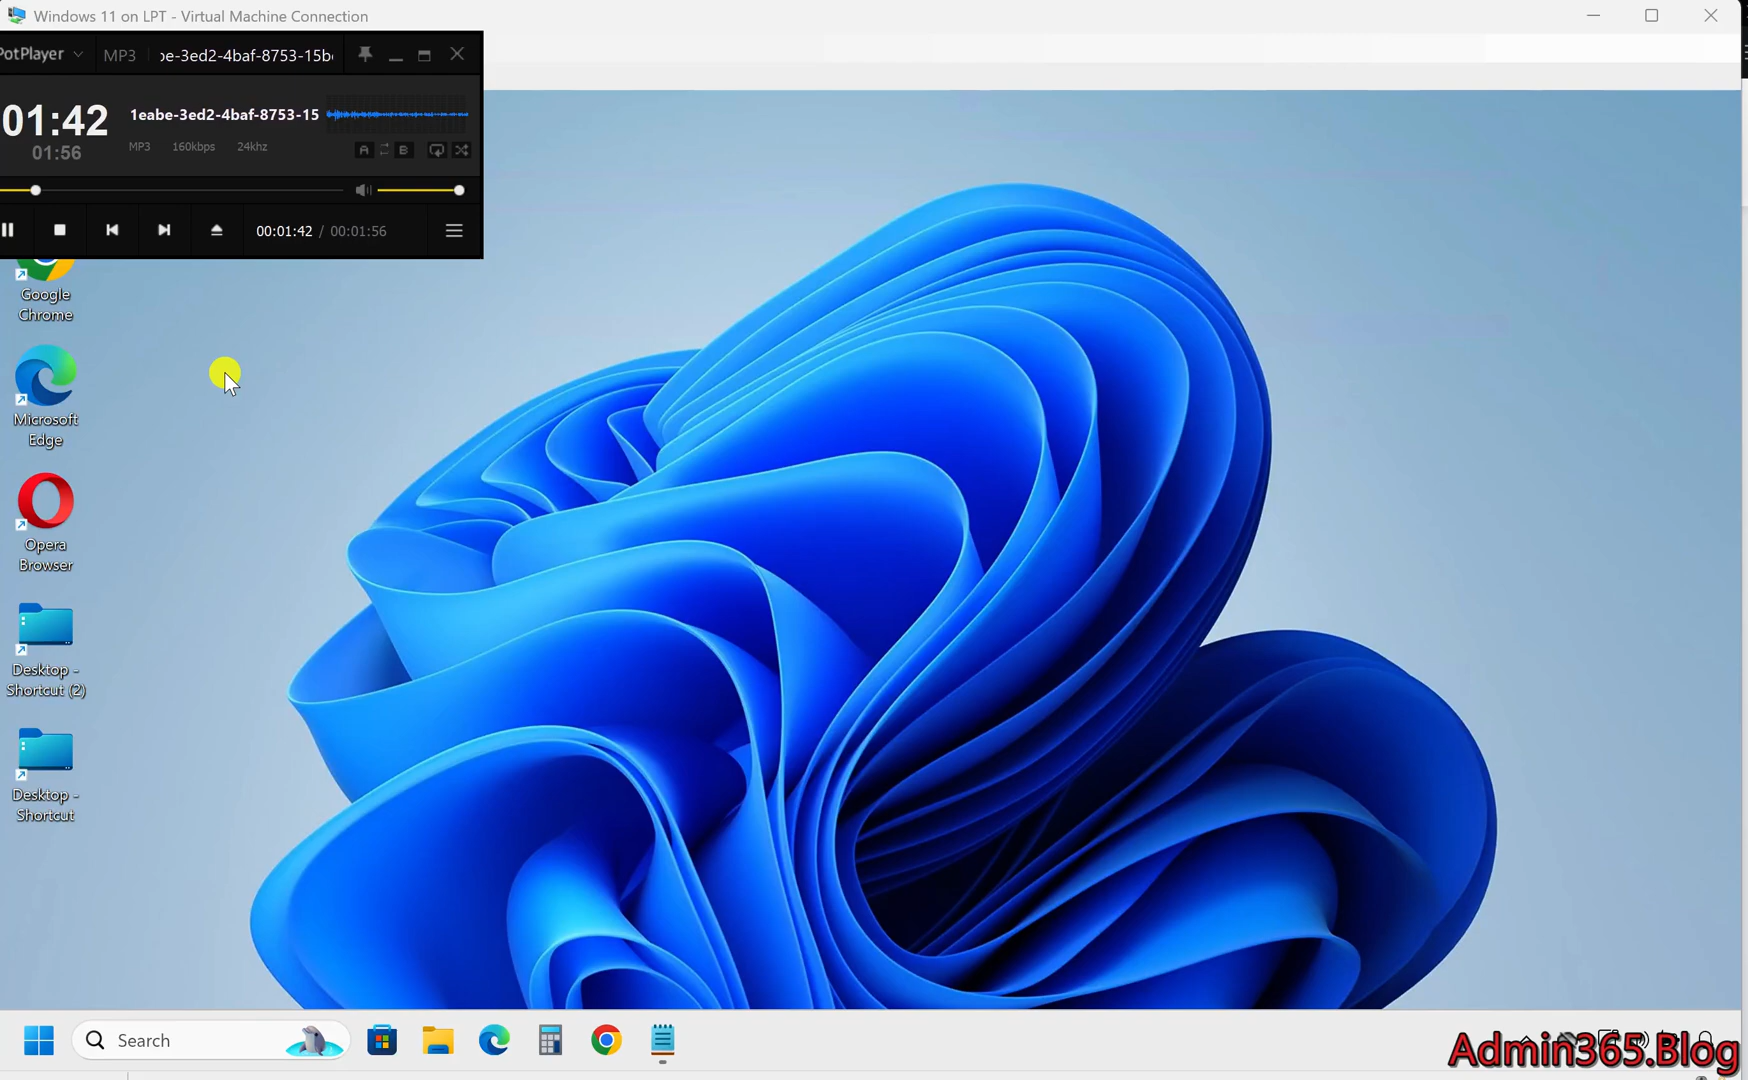 Windows 11 on LPT - Virtual Machine Connection
PotPlayer
MP3
be-3ed2-4baf-8753-15b
01:42
1eabe-3ed2-4baf-8753-15
01:56
MP3 160kbps 24khz
A B
00:01:42 / 00:01:56
Google
Chrome
Microsoft
Edge
Opera
Browser
Desktop -
Shortcut (2)
Desktop -
Shortcut
Search
Admin365.Blog